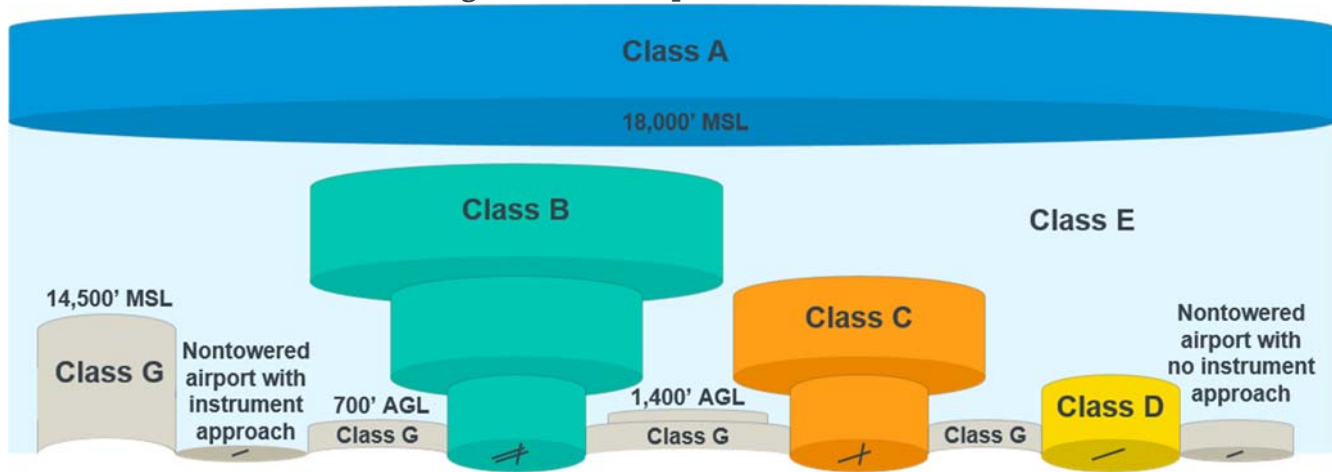 Class A
18,000’ MSL
Class B
Class E
14,500’ MSL
Class G
Nontowered
airport with
instrument
approach
700’ AGL
Class G
1,400’ AGL
Class G
Class C
Class G
Class D
Nontowered
airport with
no instrument
approach